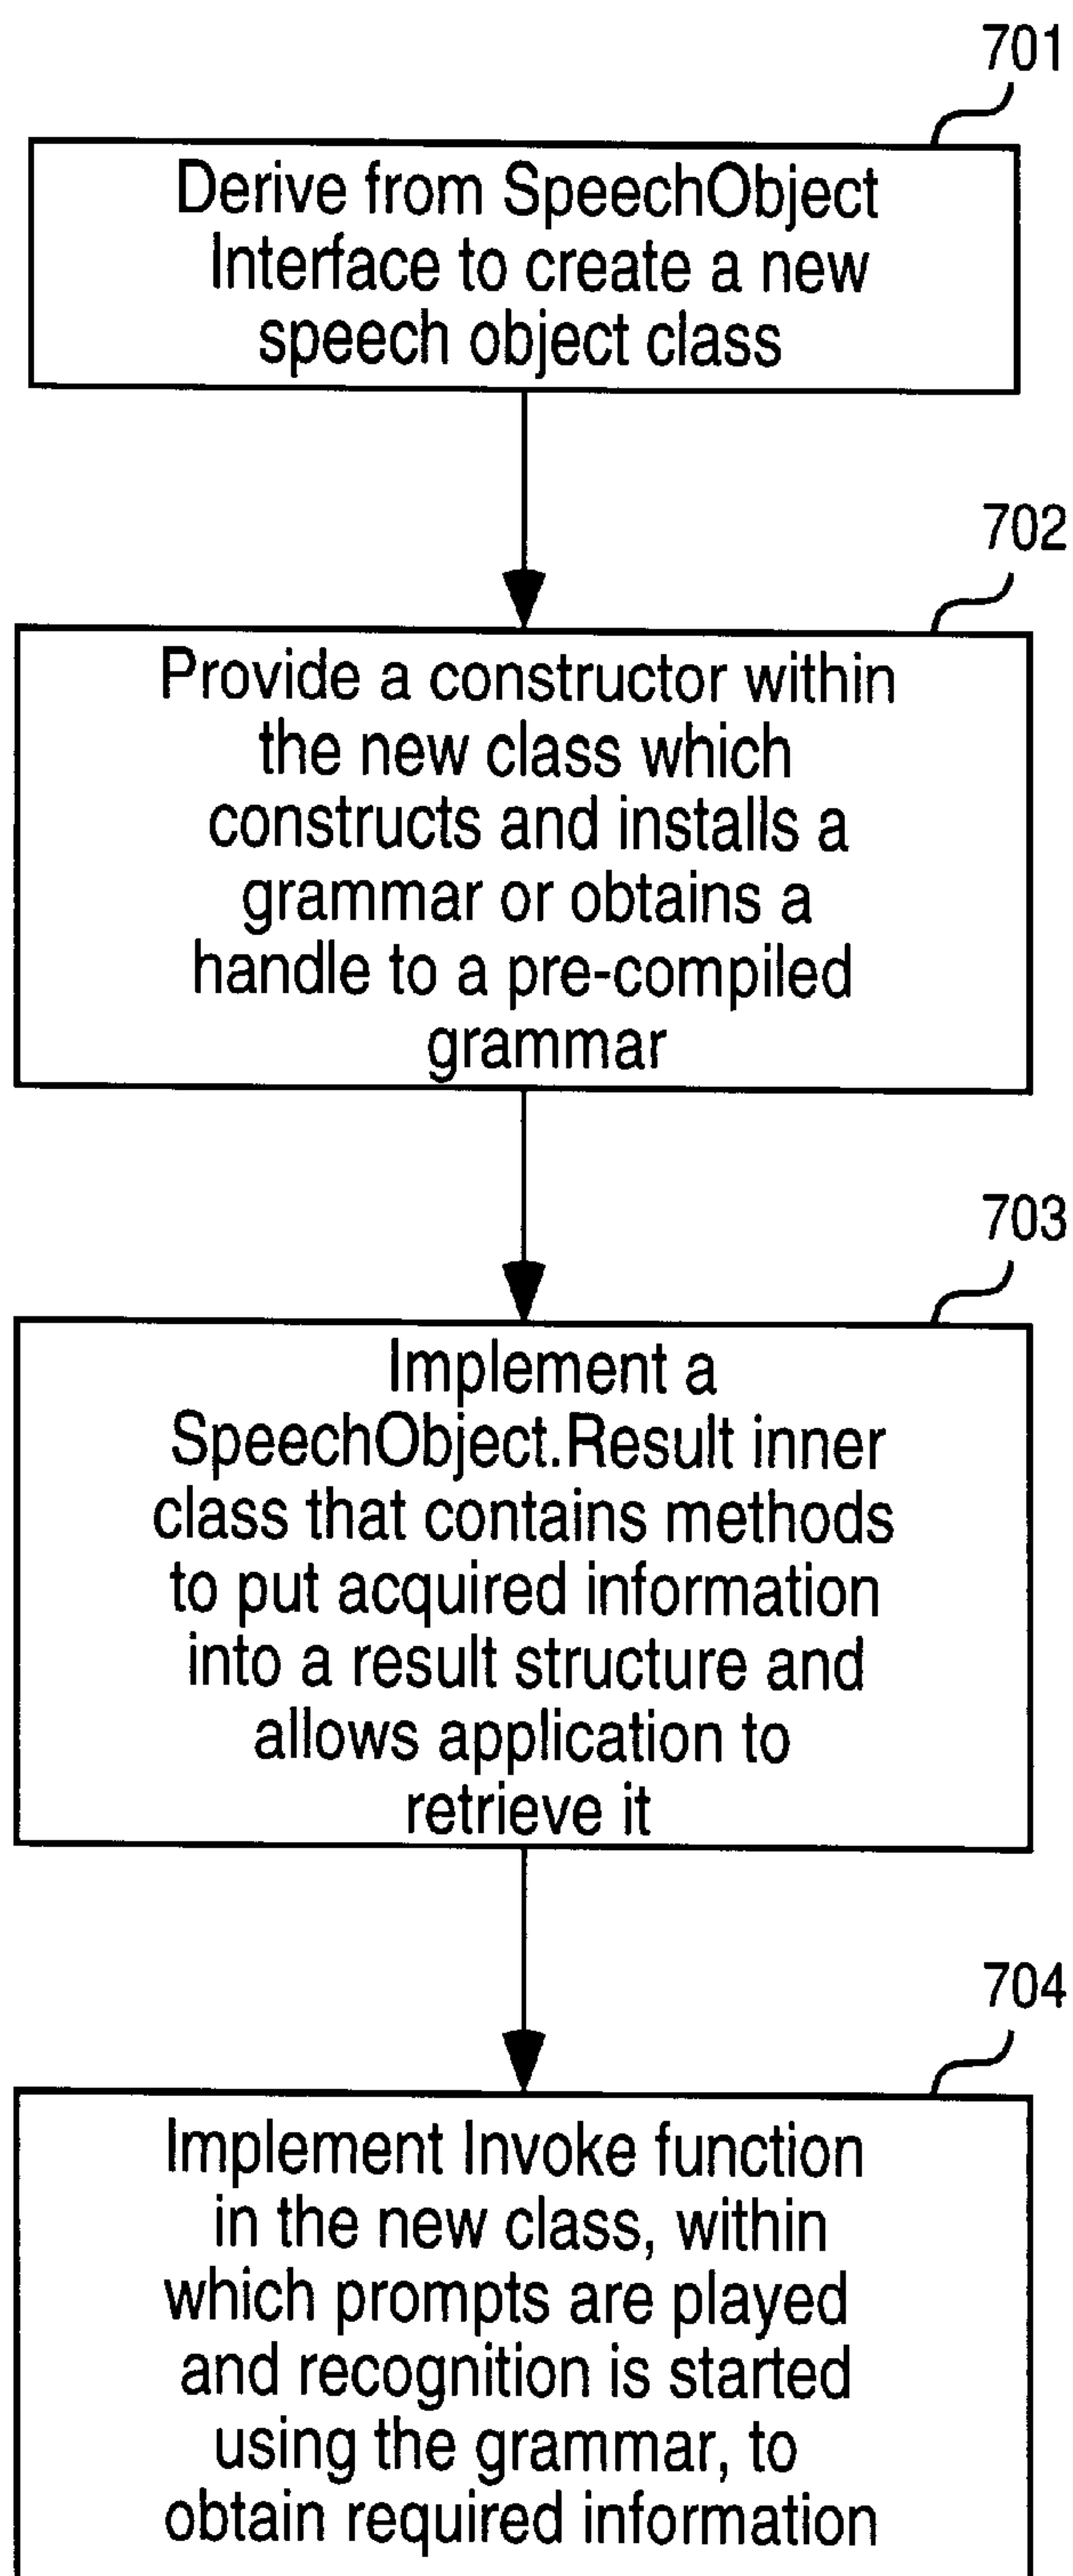 701
Derive from SpeechObject
Interface to create a new
speech object class
702
Provide a constructor within
the new class which
constructs and installs a
grammar or obtains a
handle to a pre-compiled
grammar
703
Implement a
SpeechObject.Result inner
class that contains methods
to put acquired information
into a result structure and
allows application to
retrieve it
704
Implement Invoke function
in the new class, within
which prompts are played
and recognition is started
using the grammar, to
obtain required information